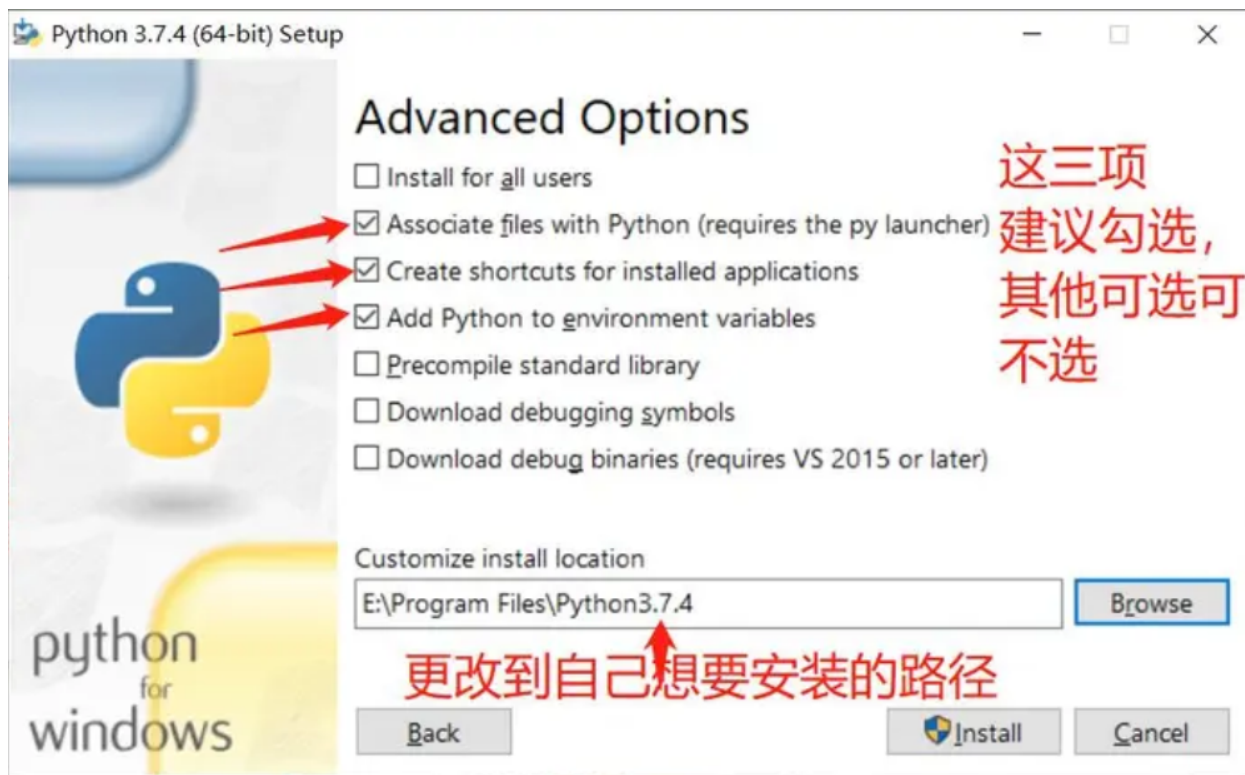 Python 3.7.4 (64-bit) Setup
Advanced Options
Install for all users
Associate files with Python (requires the py launcher)
Create shortcuts for installed applications
Add Python to environment variables
Precompile standard library
Download debugging symbols
Download debug binaries (requires VS 2015 or later)
这三项
建议勾选,
其他可选可
不选
Customize install location
E:\Program Files\Python3.7.4
Browse
更改到自己想要安装的路径
python
for
windows
Back
Install
Cancel